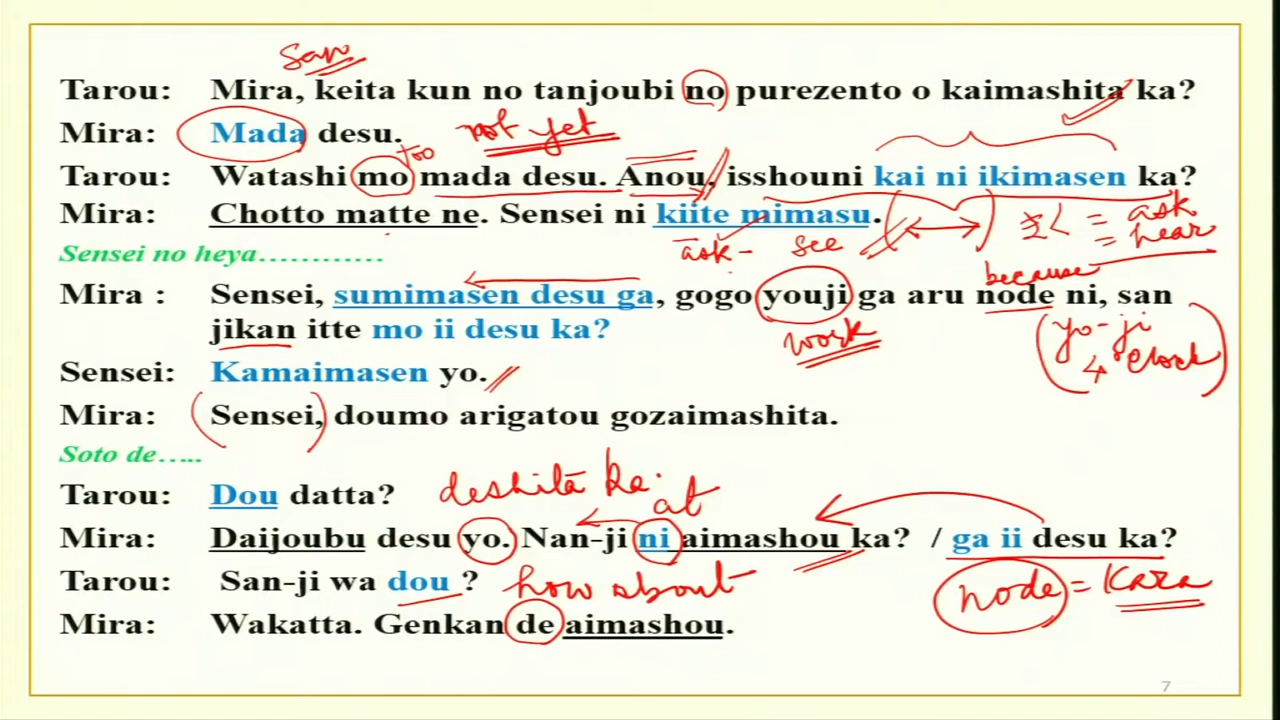 san
Tarou: Mira, keita kun no tanjoubi no purezento o kaimashita ka?
Mira: Mada desu. not yet
too
Tarou: Watashi mo mada desu. Anou, isshouni kai ni ikimasen ka?
Mira: Chotto matte ne. Sensei ni kiite mimasu.
ask - see
= ask
= hear
Sensei no heya…………
because
Mira : Sensei, sumimasen desu ga, gogo youji ga aru node ni, san
jikan itte mo ii desu ka?
work
yo-ji
4 o'clock
Sensei: Kamaimasen yo.
Mira: Sensei, doumo arigatou gozaimashita.
Soto de…..
Tarou: Dou datta? deshita ka.
at
Mira: Daijoubu desu yo. Nan-ji ni aimashou ka? / ga ii desu ka?
Tarou: San-ji wa dou ? how about
node = Kara
Mira: Wakatta. Genkan de aimashou.
7